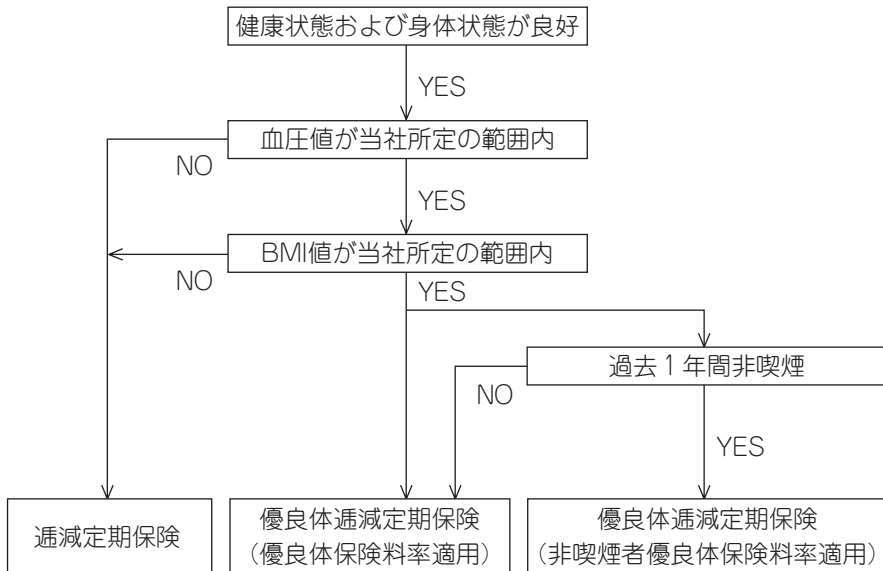 健康状態および身体状態が良好
YES
血圧値が当社所定の範囲内
NO
YES
BMI値が当社所定の範囲内
NO
YES
過去1年間非喫煙
NO
YES
逓減定期保険
優良体逓減定期保険
（優良体保険料率適用）
優良体逓減定期保険
（非喫煙者優良体保険料率適用）